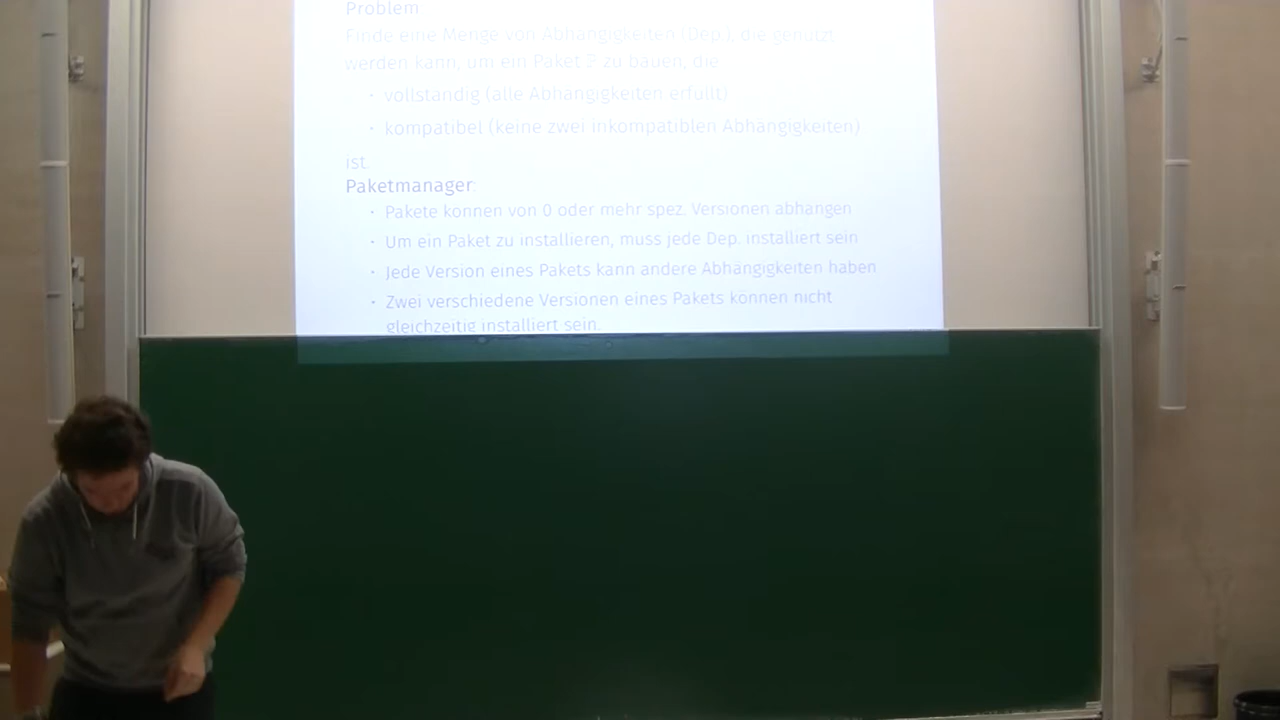 Problem
Finde eine Menge von Abhängigkeiten (Dep.), die genutzt
werden kann, um ein Paket P zu bauen, die
· vollständig (alle Abhängigkeiten erfüllt)
· kompatibel (keine zwei inkompatiblen Abhängigkeiten)
ist.
Paketmanager:
· Pakete können von 0 oder mehr spez. Versionen abhängen
· Um ein Paket zu installieren, muss jede Dep. installiert sein
· Jede Version eines Pakets kann andere Abhängigkeiten haben
· Zwei verschiedene Versionen eines Pakets können nicht
gleichzeitig installiert sein.